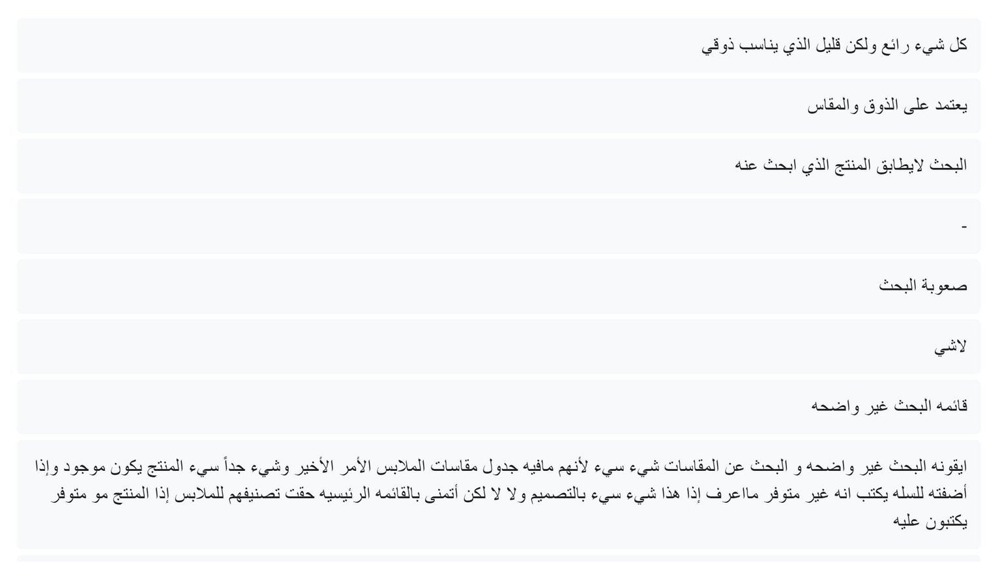 كل شيء رائع ولكن قليل الذي يناسب ذوقي
يعتمد على الذوق والمقاس
البحث لايطابق المنتج الذي ابحث عنه
-
صعوبة البحث
لاشي
قائمه البحث غير واضحه
ايقونه البحث غير واضحه و البحث عن المقاسات شيء سيء لأنهم مافيه جدول مقاسات الملابس الأمر الأخير وشيء جداً سيء المنتج يكون موجود وإذا
أضفته للسله يكتب انه غير متوفر مااعرف إذا هذا شيء سيء بالتصميم ولا لا لكن أتمنى بالقائمه الرئيسيه حقت تصنيفهم للملابس إذا المنتج مو متوفر
يكتبون عليه